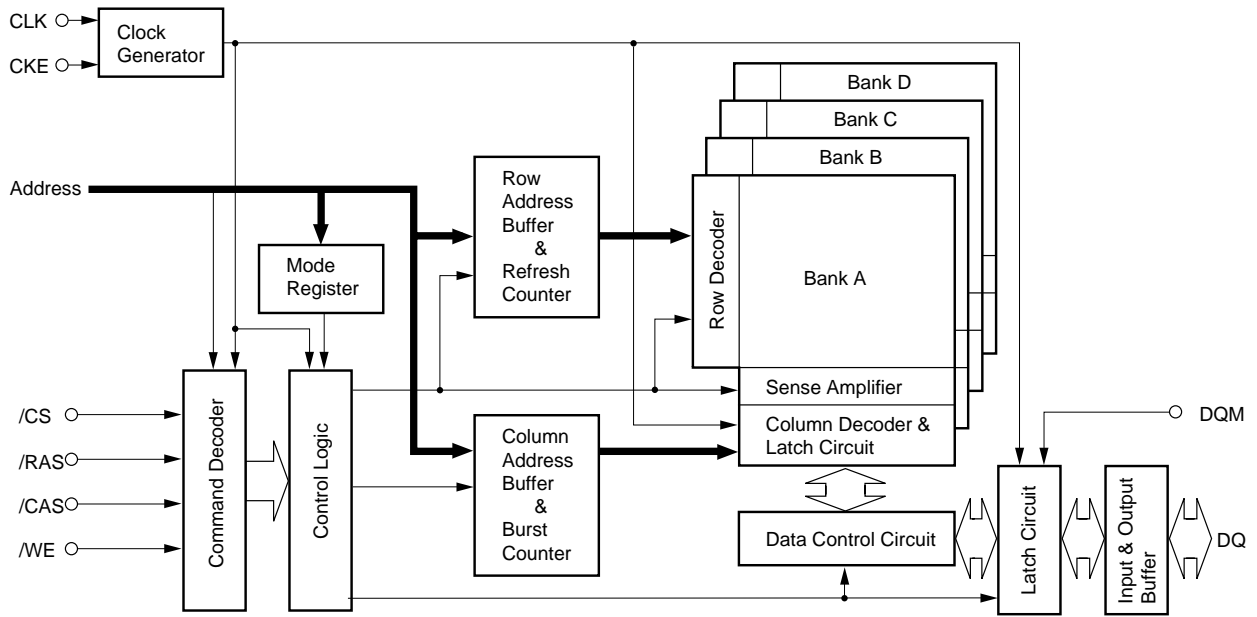 CLK
CKE
Clock
Generator
Bank D
Bank C
Bank B
Address
Row
Address
Buffer
&
Refresh
Counter
Row Decoder
Bank A
Mode
Register
Sense Amplifier
Column Decoder &
Latch Circuit
/CS
/RAS
/CAS
/WE
Command Decoder
Control Logic
Column
Address
Buffer
&
Burst
Counter
Data Control Circuit
DQM
Latch Circuit
Input & Output
Buffer
DQ